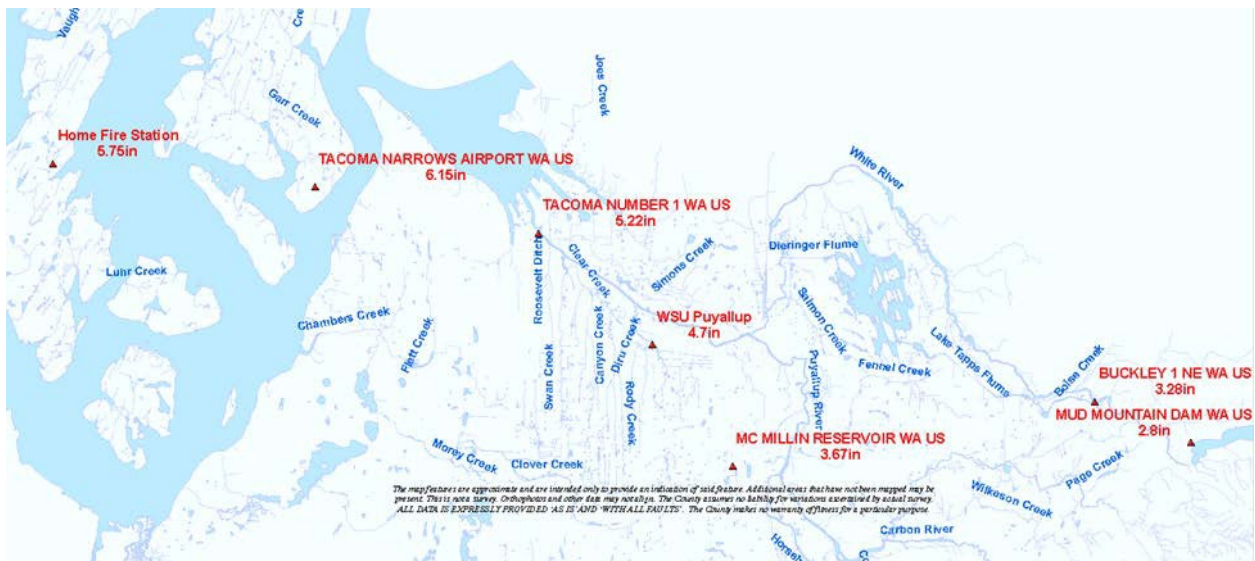 Vaugh
Cre
Joes Creek
Garr Creek
Home Fire Station
5.75in
TACOMA NARROWS AIRPORT WA US
6.15in
White River
TACOMA NUMBER 1 WA US
5.22in
Dieringer Flume
Simons Creek
Clear Creek
Luhr Creek
Roosevelt Ditch
Salmon Creek
Chambers Creek
WSU Puyallup
4.7in
Flett Creek
Canyon Creek
Diru Creek
Lake Tapps Flume
Fennel Creek
Boise Creek
BUCKLEY 1 NE WA US
3.28in
Swan Creek
Rody Creek
Puyallup River
MUD MOUNTAIN DAM WA US
2.8in
MC MILLIN RESERVOIR WA US
3.67in
Morey Creek
Clover Creek
Page Creek
Wilkeson Creek
The map features are approximate and are intended only to provide an indication of said feature. Additional areas that have not been mapped may be
present. This is not a survey. Orthophotos and other data may not align. The County assumes no liability for variations ascertained by actual survey.
ALL DATA IS EXPRESSLY PROVIDED 'AS IS' AND 'WITH ALL FAULTS'. The County makes no warranty of fitness for a particular purpose.
Carbon River
Horseh